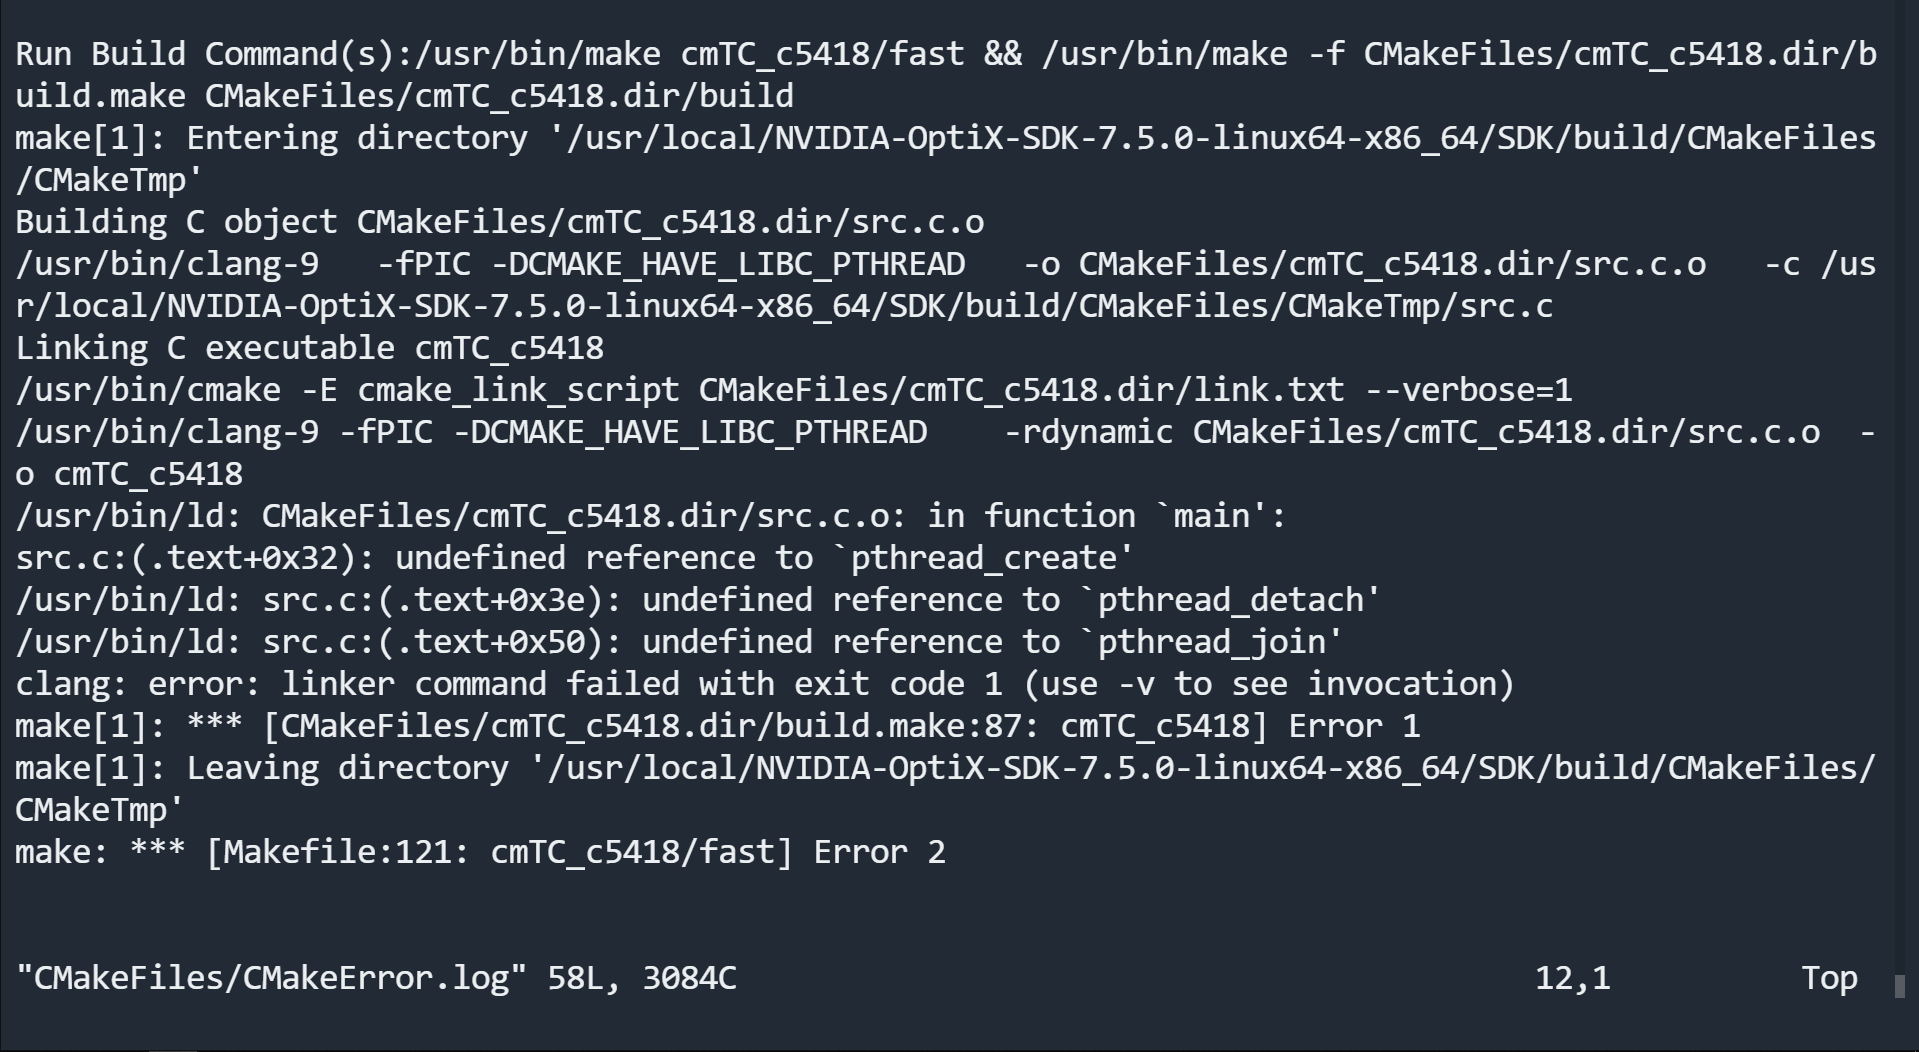 Run Build Command(s):/usr/bin/make cmTC_c5418/fast && /usr/bin/make -f CMakeFiles/cmTC_c5418.dir/b
uild.make CMakeFiles/cmTC_c5418.dir/build
make[1]: Entering directory '/usr/local/NVIDIA-OptiX-SDK-7.5.0-linux64-x86_64/SDK/build/CMakeFiles
/CMakeTmp'
Building C object CMakeFiles/cmTC_c5418.dir/src.c.o
/usr/bin/clang-9   -fPIC -DCMAKE_HAVE_LIBC_PTHREAD   -o CMakeFiles/cmTC_c5418.dir/src.c.o   -c /us
r/local/NVIDIA-OptiX-SDK-7.5.0-linux64-x86_64/SDK/build/CMakeFiles/CMakeTmp/src.c
Linking C executable cmTC_c5418
/usr/bin/cmake -E cmake_link_script CMakeFiles/cmTC_c5418.dir/link.txt --verbose=1
/usr/bin/clang-9 -fPIC -DCMAKE_HAVE_LIBC_PTHREAD    -rdynamic CMakeFiles/cmTC_c5418.dir/src.c.o  -
o cmTC_c5418
/usr/bin/ld: CMakeFiles/cmTC_c5418.dir/src.c.o: in function `main':
src.c:(.text+0x32): undefined reference to `pthread_create'
/usr/bin/ld: src.c:(.text+0x3e): undefined reference to `pthread_detach'
/usr/bin/ld: src.c:(.text+0x50): undefined reference to `pthread_join'
clang: error: linker command failed with exit code 1 (use -v to see invocation)
make[1]: *** [CMakeFiles/cmTC_c5418.dir/build.make:87: cmTC_c5418] Error 1
make[1]: Leaving directory '/usr/local/NVIDIA-OptiX-SDK-7.5.0-linux64-x86_64/SDK/build/CMakeFiles/
CMakeTmp'
make: *** [Makefile:121: cmTC_c5418/fast] Error 2
"CMakeFiles/CMakeError.log" 58L, 3084C 12,1 Top